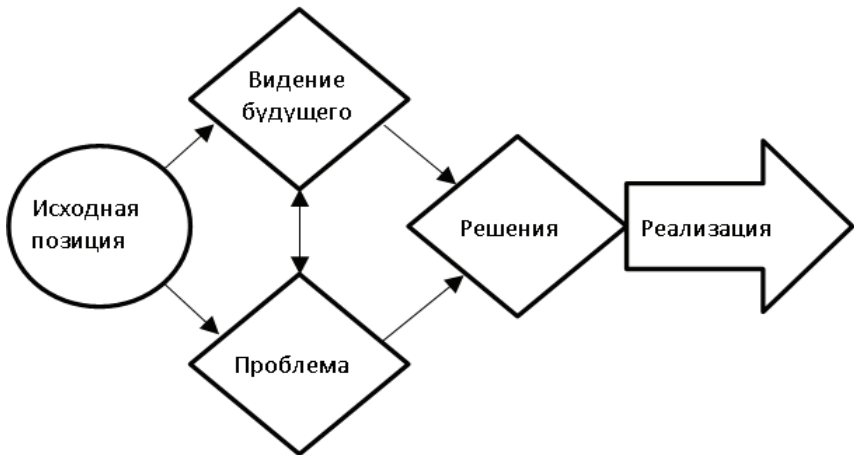 Видение
будущего
Исходная
позиция
Решения
Реализация
Проблема